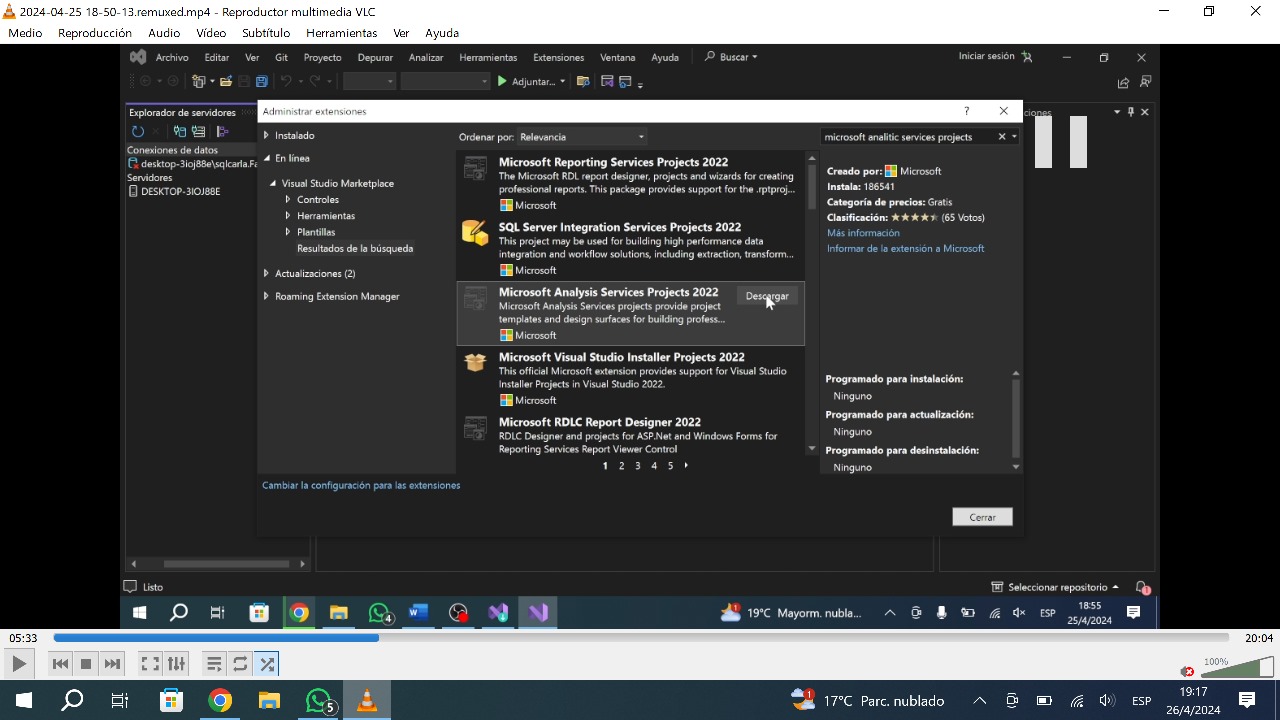 2024-04-25 18-50-13.remuxed.mp4 - Reproductor multimedia VLC
Medio Reproducción Audio Vídeo Subtítulo Herramientas Ver Ayuda
Archivo Editar Ver Git Proyecto Depurar Analizar Herramientas Extensiones Ventana Ayuda Buscar Iniciar sesión
Adjuntar...
Explorador de servidores
Conexiones de datos
desktop-3ioj88e\sqlcarla.Fa
Servidores
DESKTOP-3IOJ88E
ciones
Administrar extensiones ?
Instalado
En línea
Visual Studio Marketplace
Controles
Herramientas
Plantillas
Resultados de la búsqueda
Actualizaciones (2)
Roaming Extension Manager
Ordenar por: Relevancia
Microsoft Reporting Services Projects 2022
The Microsoft RDL report designer, projects and wizards for creating
professional reports. This package provides support for the .rptproj...
Microsoft
SQL Server Integration Services Projects 2022
This project may be used for building high performance data
integration and workflow solutions, including extraction, transform...
Microsoft
Microsoft Analysis Services Projects 2022
Descargar
Microsoft Analysis Services projects provide project
templates and design surfaces for building profess...
Microsoft
Microsoft Visual Studio Installer Projects 2022
This official Microsoft extension provides support for Visual Studio
Installer Projects in Visual Studio 2022.
Microsoft
Microsoft RDLC Report Designer 2022
RDLC Designer and projects for ASP.Net and Windows Forms for
Reporting Services Report Viewer Control
1 2 3 4 5
microsoft analitic services projects
Creado por: Microsoft
Instala: 186541
Categoría de precios: Gratis
Clasificación: (65 Votos)
Más información
Informar de la extensión a Microsoft
Programado para instalación:
Ninguno
Programado para actualización:
Ninguno
Programado para desinstalación:
Ninguno
Cambiar la configuración para las extensiones
Cerrar
Listo
Seleccionar repositorio
1
4
1
19°C Mayorm. nubla...
ESP
18:55
25/4/2024
05:33
20:04
100%
5
1
17°C Parc. nublado
ESP
19:17
26/4/2024